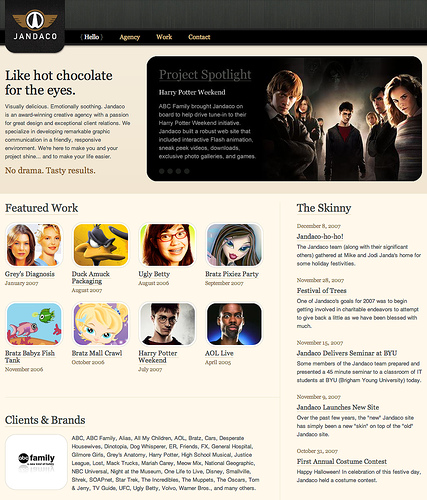 JANDACO
{ Hello }
Agency
Work
Contact
Like hot chocolate
for the eyes.
Visually delicious. Emotionally soothing. Jandaco
is an award-winning creative agency with a passion
for great design and exceptional client relations. We
specialize in developing remarkable graphic
communication in a friendly, responsive
environment. We're here to make you and your
project shine... and to make your life easier.
No drama. Tasty results.
Project Spotlight
Harry Potter Weekend
ABC Family brought Jandaco on
board to help drive tune-in to their
Harry Potter Weekend initiative.
Jandaco built a robust web site that
included interactive Flash animation,
sneak peek videos, downloads,
exclusive photo galleries, and games.
Featured Work
Grey's Diagnosis
January 2007
Duck Amuck
Packaging
August 2007
Ugly Betty
August 2006
Bratz Pixiez Party
September 2007
Bratz Babyz Fish
Tank
November 2006
Bratz Mall Crawl
October 2006
Harry Potter
Weekend
July 2007
AOL Live
April 2005
Clients & Brands
abc family
ABC, ABC Family, Alias, All My Children, AOL, Bratz, Cars, Desperate
Housewives, Dinotopia, Dog Whisperer, ER, Friends, FX, General Hospital,
Gilmore Girls, Grey's Anatomy, Harry Potter, High School Musical, Justice
League, Lost, Mack Trucks, Mariah Carey, Meow Mix, National Geographic,
NBC Universal, Night at the Museum, One Life to Live, Disney, Smallville,
Shrek, SOAPnet, Star Trek, The Incredibles, The Muppets, The Oscars, Tom
& Jerry, TV Guide, UFC, Ugly Betty, Volvo, Warner Bros., and many others.
The Skinny
December 8, 2007
Jandaco-ho-ho!
The Jandaco team (along with their significant
others) gathered at Mike and Jodi Janda's home for
some holiday festivities.
November 28, 2007
Festival of Trees
One of Jandaco's goals for 2007 was to begin
getting involved in charitable endeavors to attempt
to give back a little as we have been blessed with
much.
November 15, 2007
Jandaco Delivers Seminar at BYU
Some members of the Jandaco team prepared and
presented a 45 minute seminar to a classroom of IT
students at BYU (Brigham Young University) today.
November 9, 2007
Jandaco Launches New Site
Over the past few years, the "new" Jandaco site
has simply been a new "skin" on top of the "old"
Jandaco site.
October 31, 2007
First Annual Costume Contest
Happy Halloween! In celebration of this festive day,
Jandaco held a costume contest.